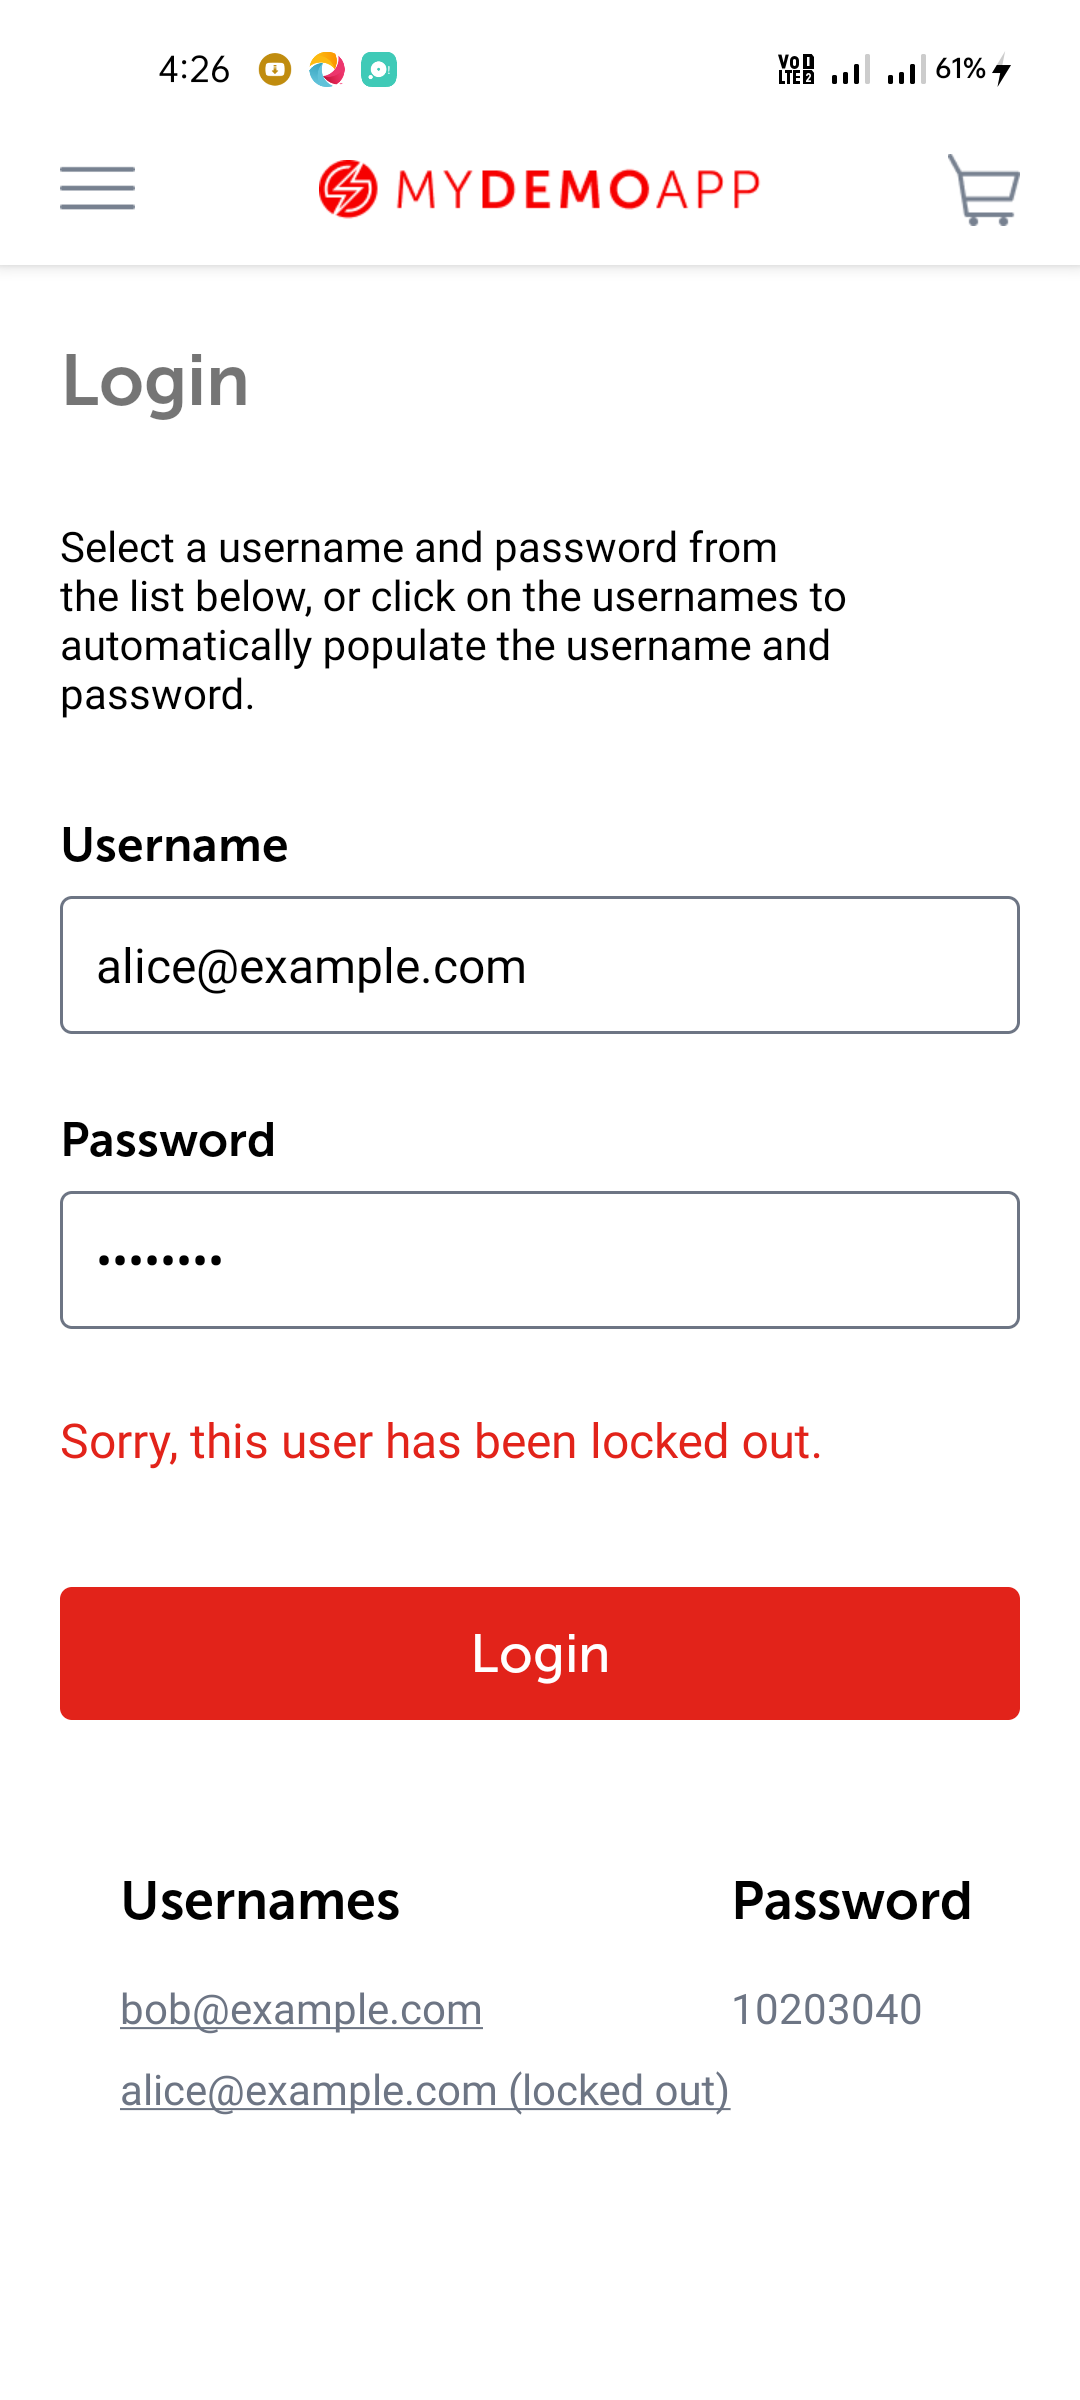 4:26
VoD LTE2 61%
MYDEMOAPP
Login
Select a username and password from
the list below, or click on the usernames to
automatically populate the username and
password.
Username
alice@example.com
Password
••••••••
Sorry, this user has been locked out.
Login
Usernames Password
bob@example.com 10203040
alice@example.com (locked out)